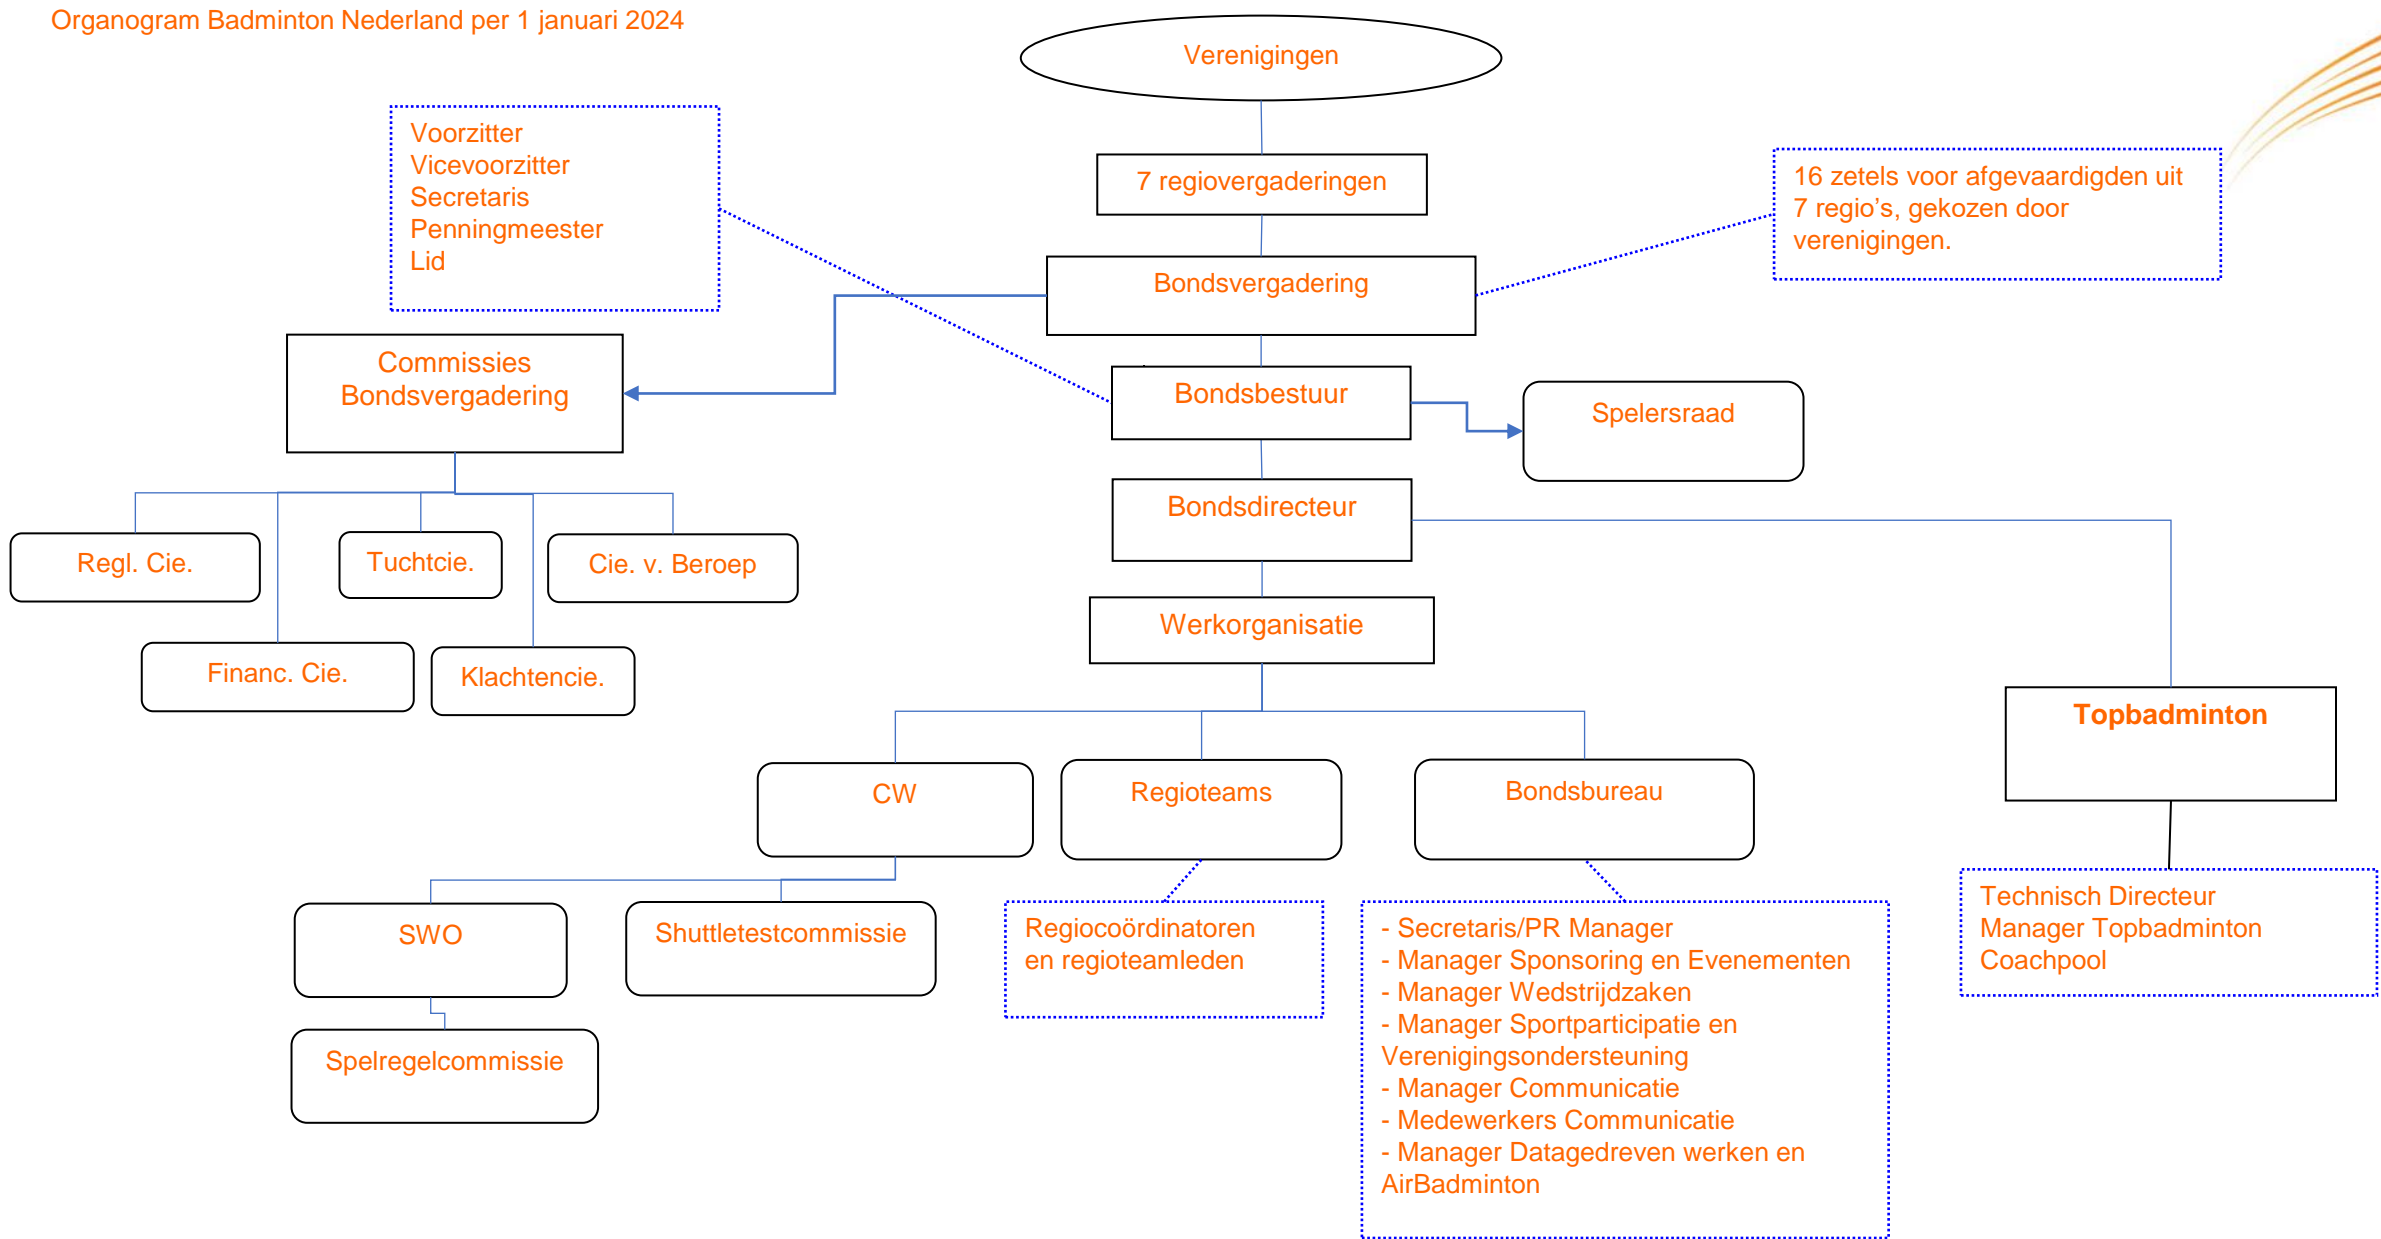 Organogram Badminton Nederland per 1 januari 2024
Verenigingen
Voorzitter
Vicevoorzitter
Secretaris
Penningmeester
Lid
7 regiovergaderingen
16 zetels voor afgevaardigden uit
7 regio's, gekozen door
verenigingen.
Bondsvergadering
Commissies
Bondsvergadering
Bondsbestuur
Spelersraad
Bondsdirecteur
Regl. Cie.
Tuchtcie.
Cie. v. Beroep
Werkorganisatie
Financ. Cie.
Klachtencie.
Topbadminton
CW
Regioteams
Bondsbureau
SWO
Shuttletestcommissie
Regiocoördinatoren
en regioteamleden
- Secretaris/PR Manager
- Manager Sponsoring en Evenementen
- Manager Wedstrijdzaken
- Manager Sportparticipatie en
Verenigingsondersteuning
- Manager Communicatie
- Medewerkers Communicatie
- Manager Datagedreven werken en
AirBadminton
Technisch Directeur
Manager Topbadminton
Coachpool
Spelregelcommissie